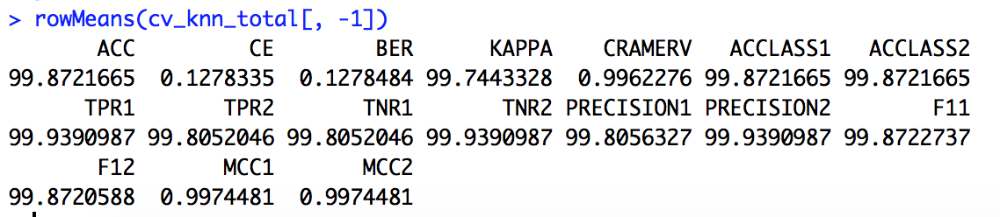 > rowMeans(cv_knn_total[, -1])
ACC CE BER KAPPA CRAMERV ACCLASS1 ACCLASS2
99.8721665 0.1278335 0.1278484 99.7443328 0.9962276 99.8721665 99.8721665
TPR1 TPR2 TNR1 TNR2 PRECISION1 PRECISION2 F11
99.9390987 99.8052046 99.8052046 99.9390987 99.8056327 99.9390987 99.8722737
F12 MCC1 MCC2
99.8720588 0.9974481 0.9974481